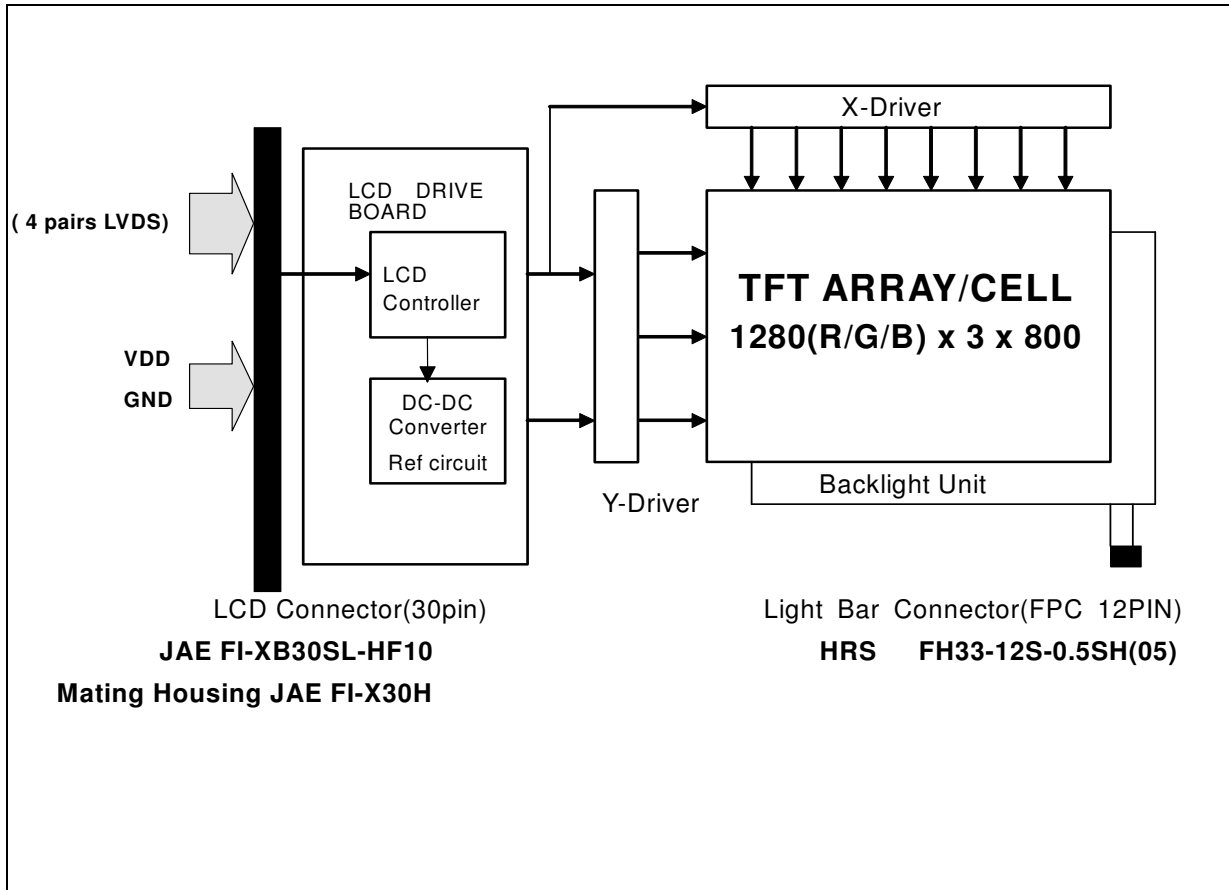 X-Driver
LCD DRIVE
BOARD
( 4 pairs LVDS)
LCD
Controller
TFT ARRAY/CELL
1280(R/G/B) x 3 x 800
VDD
GND
DC-DC
Converter
Ref circuit
Backlight Unit
Y-Driver
LCD Connector(30pin)
JAE FI-XB30SL-HF10
Mating Housing JAE FI-X30H
Light Bar Connector(FPC 12PIN)
HRS FH33-12S-0.5SH(05)